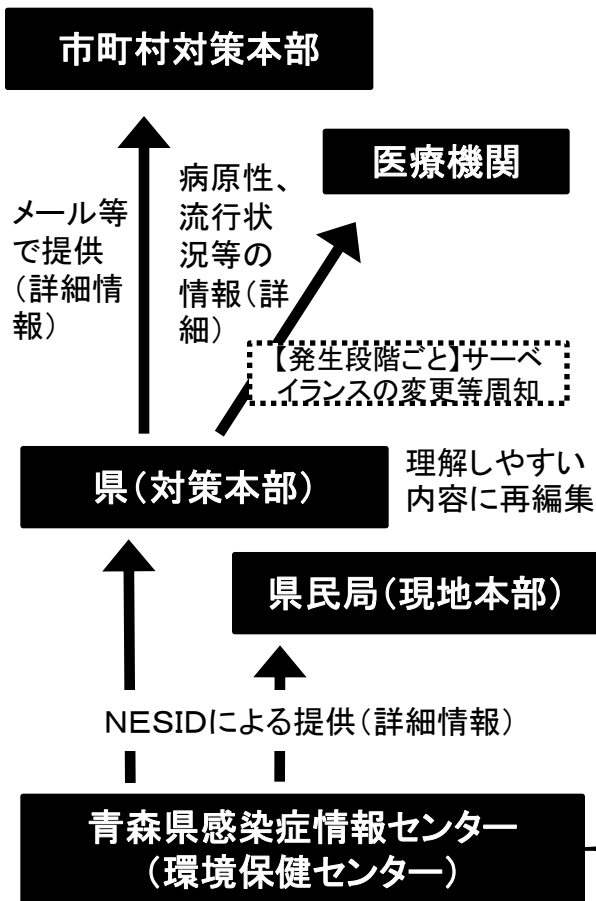 市町村対策本部
医療機関
メール等
で提供
(詳細情
報)
病原性、
流行状
況等の
情報(詳
細)
【発生段階ごと】サーベ
イランスの変更等周知
県(対策本部)
理解しやすい
内容に再編集
県民局(現地本部)
NESIDによる提供(詳細情報)
青森県感染症情報センター
(環境保健センター)